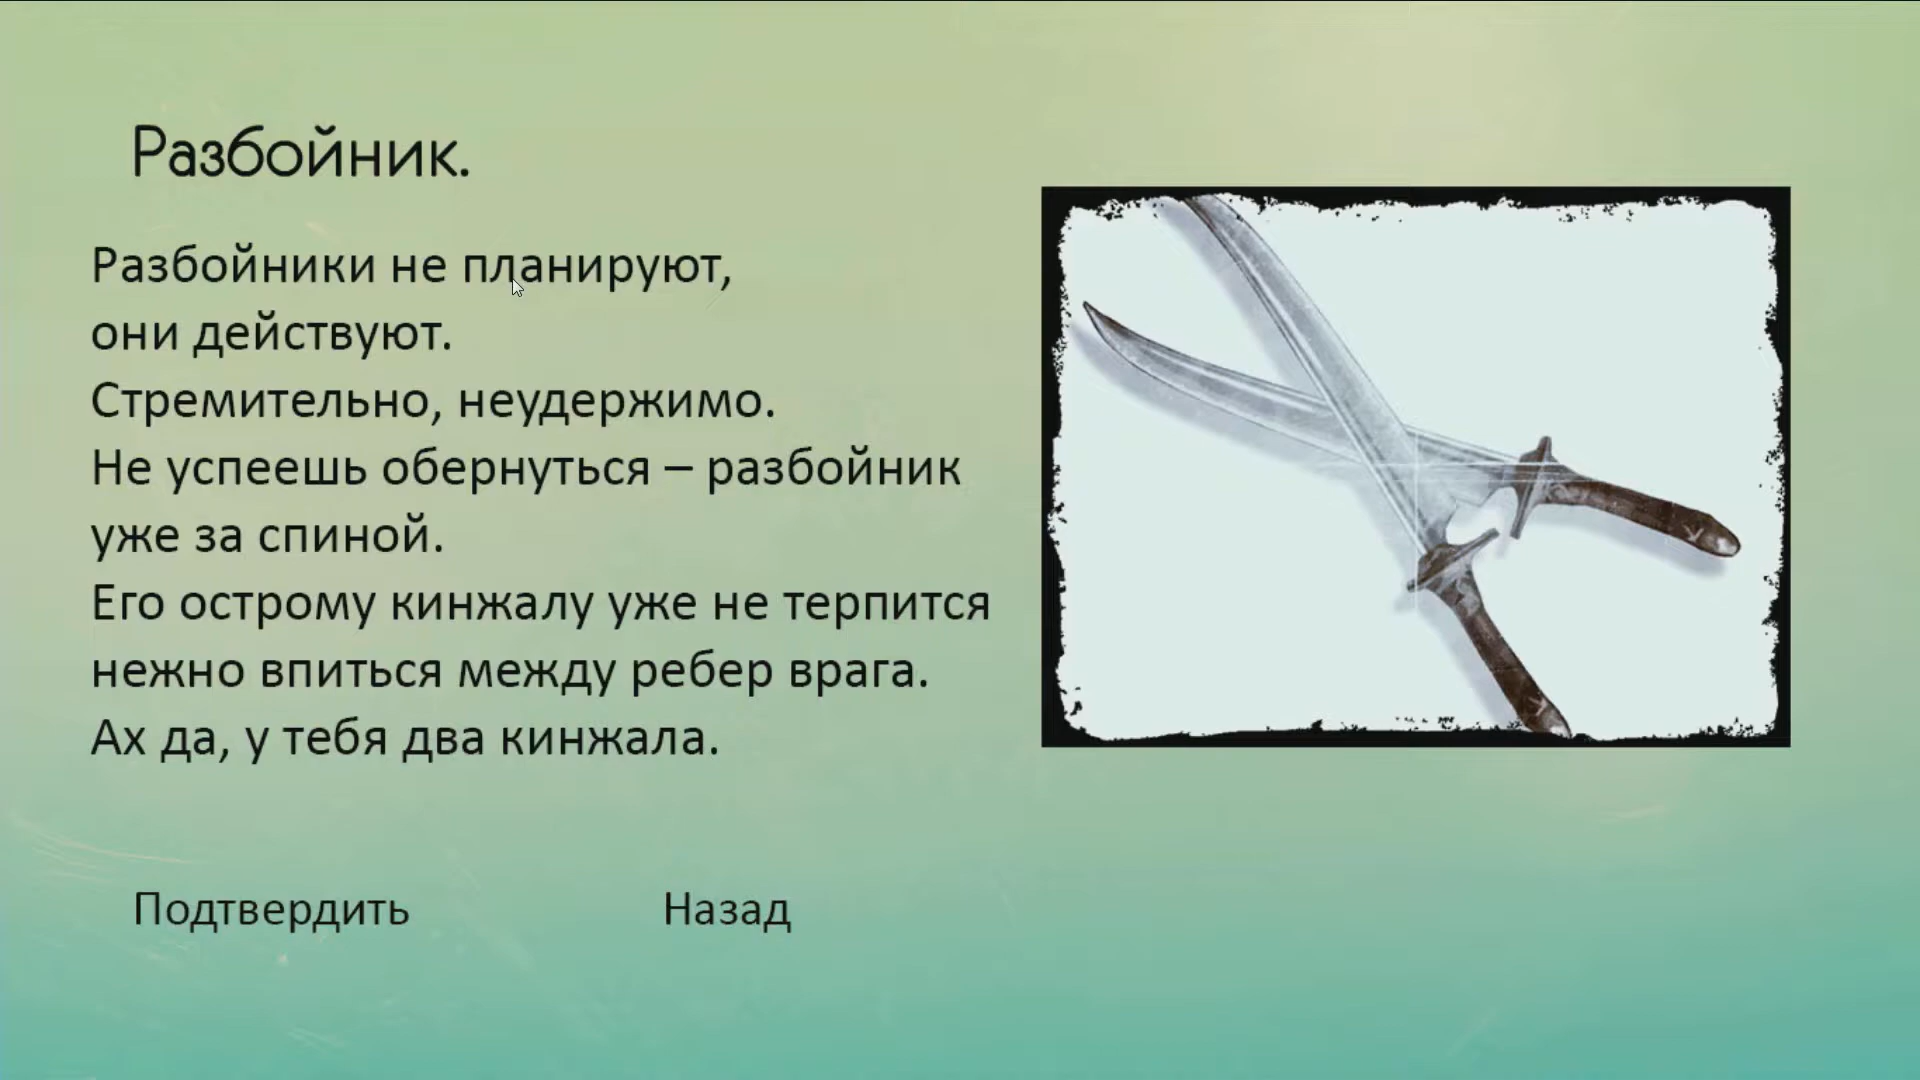 Разбойник.
Разбойники не планируют,
они действуют.
Стремительно, неудержимо.
Не успеешь обернуться – разбойник
уже за спиной.
Его острому кинжалу уже не терпится
нежно впиться между ребер врага.
Ах да, у тебя два кинжала.
Подтвердить
Назад